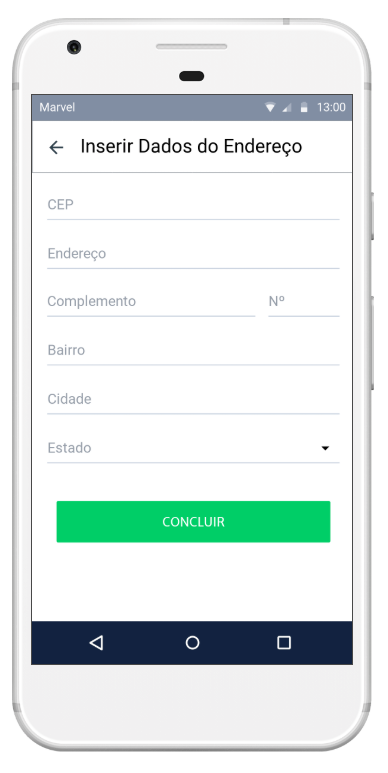 Marvel 13:00
Inserir Dados do Endereço
CEP
Endereço
Complemento Nº
Bairro
Cidade
Estado
CONCLUIR